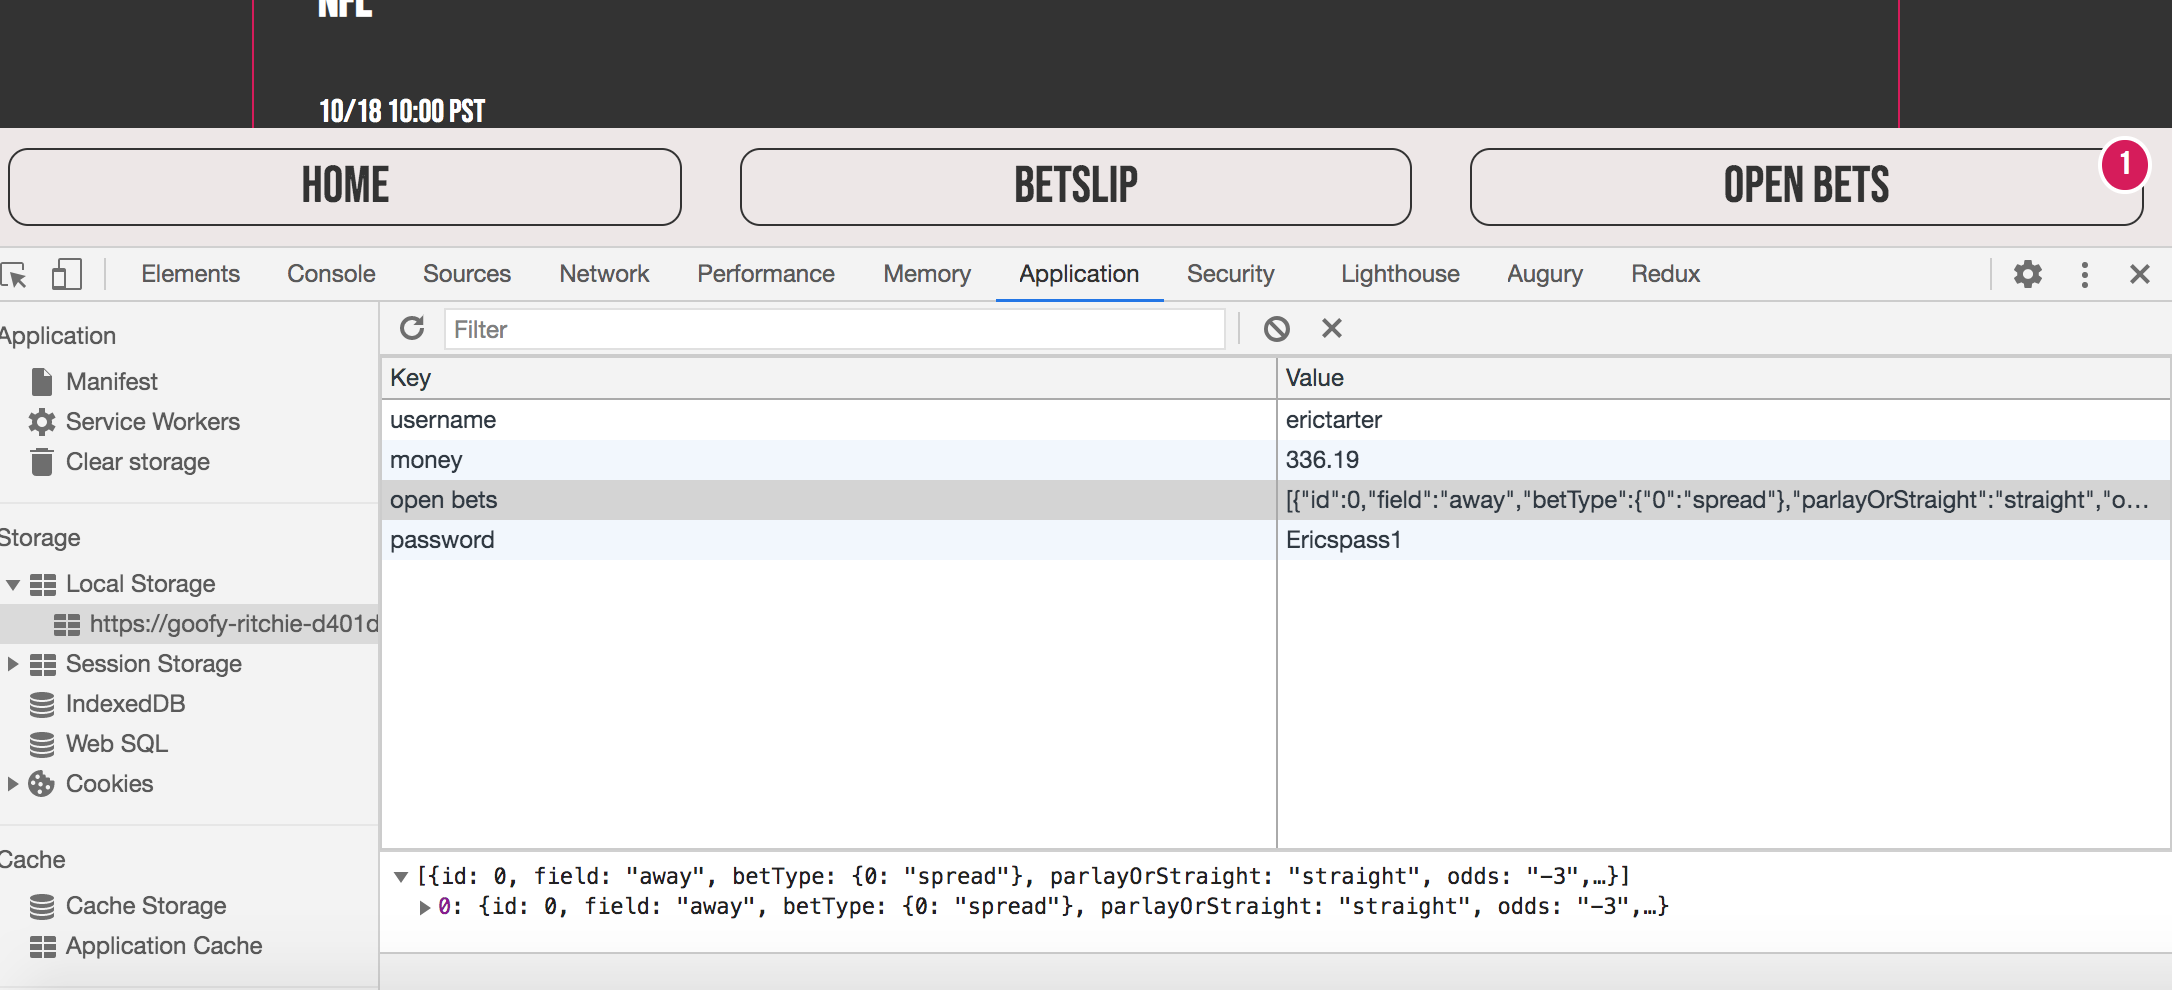 NFL
10/18 10:00 PST
HOME BETSLIP OPEN BETS 1
Elements Console Sources Network Performance Memory Application Security Lighthouse Augury Redux
Application
Manifest
Service Workers
Clear storage
Storage
Local Storage
https://goofy-ritchie-d401d
Session Storage
IndexedDB
Web SQL
Cookies
Cache
Cache Storage
Application Cache
Filter
Key Value
username erictarter
money 336.19
open bets [{"id":0,"field":"away","betType":{"0":"spread"},"parlayOrStraight":"straight","o…
password Ericspass1
[{id: 0, field: "away", betType: {0: "spread"}, parlayOrStraight: "straight", odds: "-3",…}]
0: {id: 0, field: "away", betType: {0: "spread"}, parlayOrStraight: "straight", odds: "-3",…}